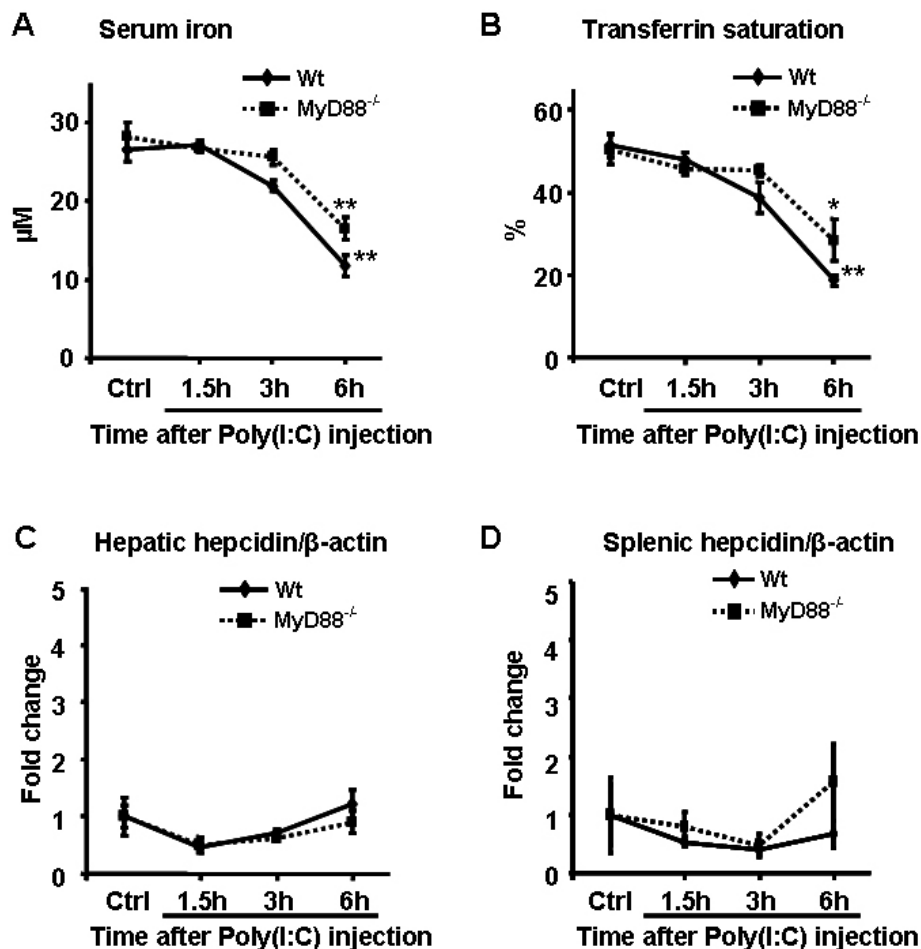 A Serum iron
Wt
MyD88-/-
30
20
10
0
µM
**
**
Ctrl 1.5h 3h 6h
Time after Poly(I:C) injection
B Transferrin saturation
Wt
MyD88-/-
60
40
20
0
%
*
**
Ctrl 1.5h 3h 6h
Time after Poly(I:C) injection
C Hepatic hepcidin/β-actin
Wt
MyD88-/-
5
4
3
2
1
0
Fold change
Ctrl 1.5h 3h 6h
Time after Poly(I:C) injection
D Splenic hepcidin/β-actin
Wt
MyD88-/-
5
4
3
2
1
0
Fold change
Ctrl 1.5h 3h 6h
Time after Poly(I:C) injection